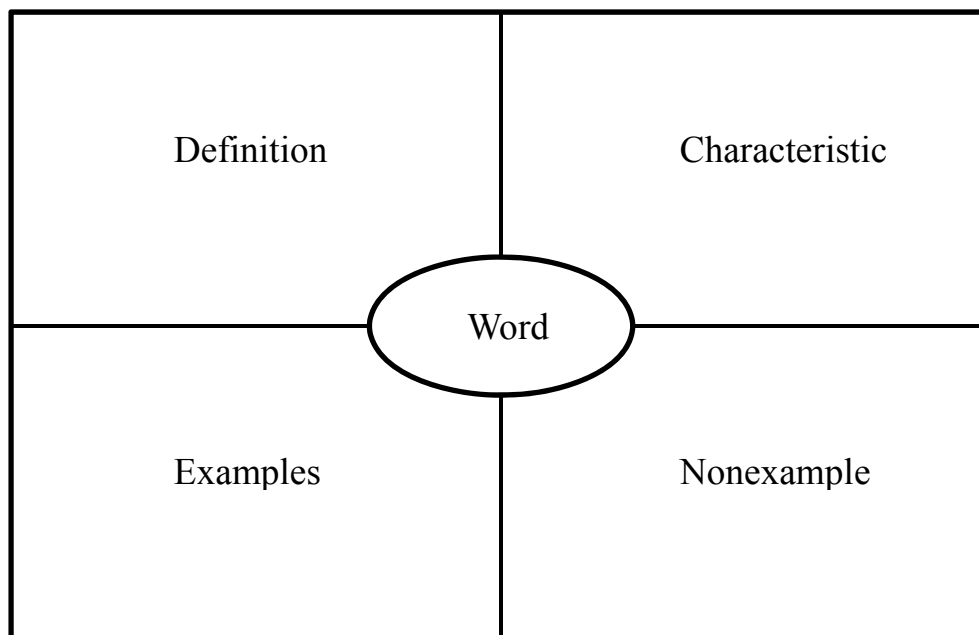 Definition
Characteristic
Word
Examples
Nonexample